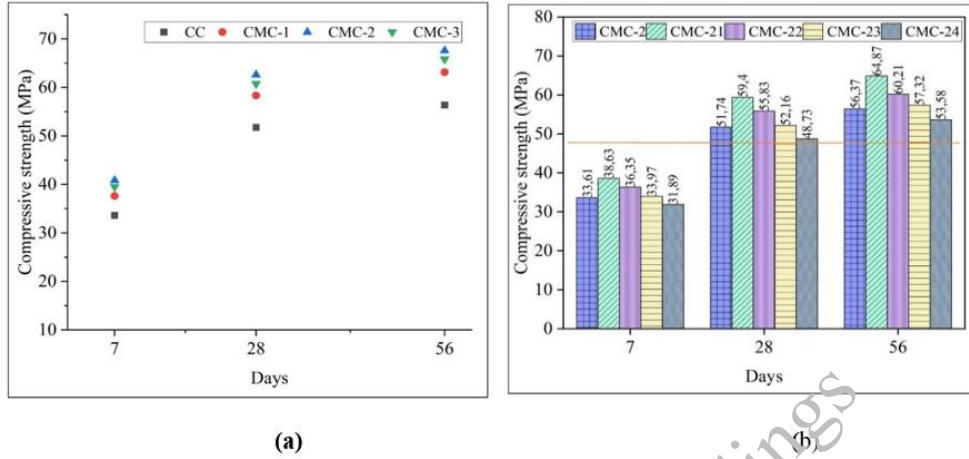 CC CMC-1 CMC-2 CMC-3
Compressive strength (MPa)
70
60
50
40
30
20
10
7 28 56
Days
(a)
CMC-2 CMC-21 CMC-22 CMC-23 CMC-24
Compressive strength (MPa)
80
70
60
50
40
30
20
10
0
33,61 38,63 36,35 33,97 31,89
51,74 59,4 55,83 52,16 48,73
56,37 64,87 60,21 57,32 53,58
7 28 56
Days
(b)